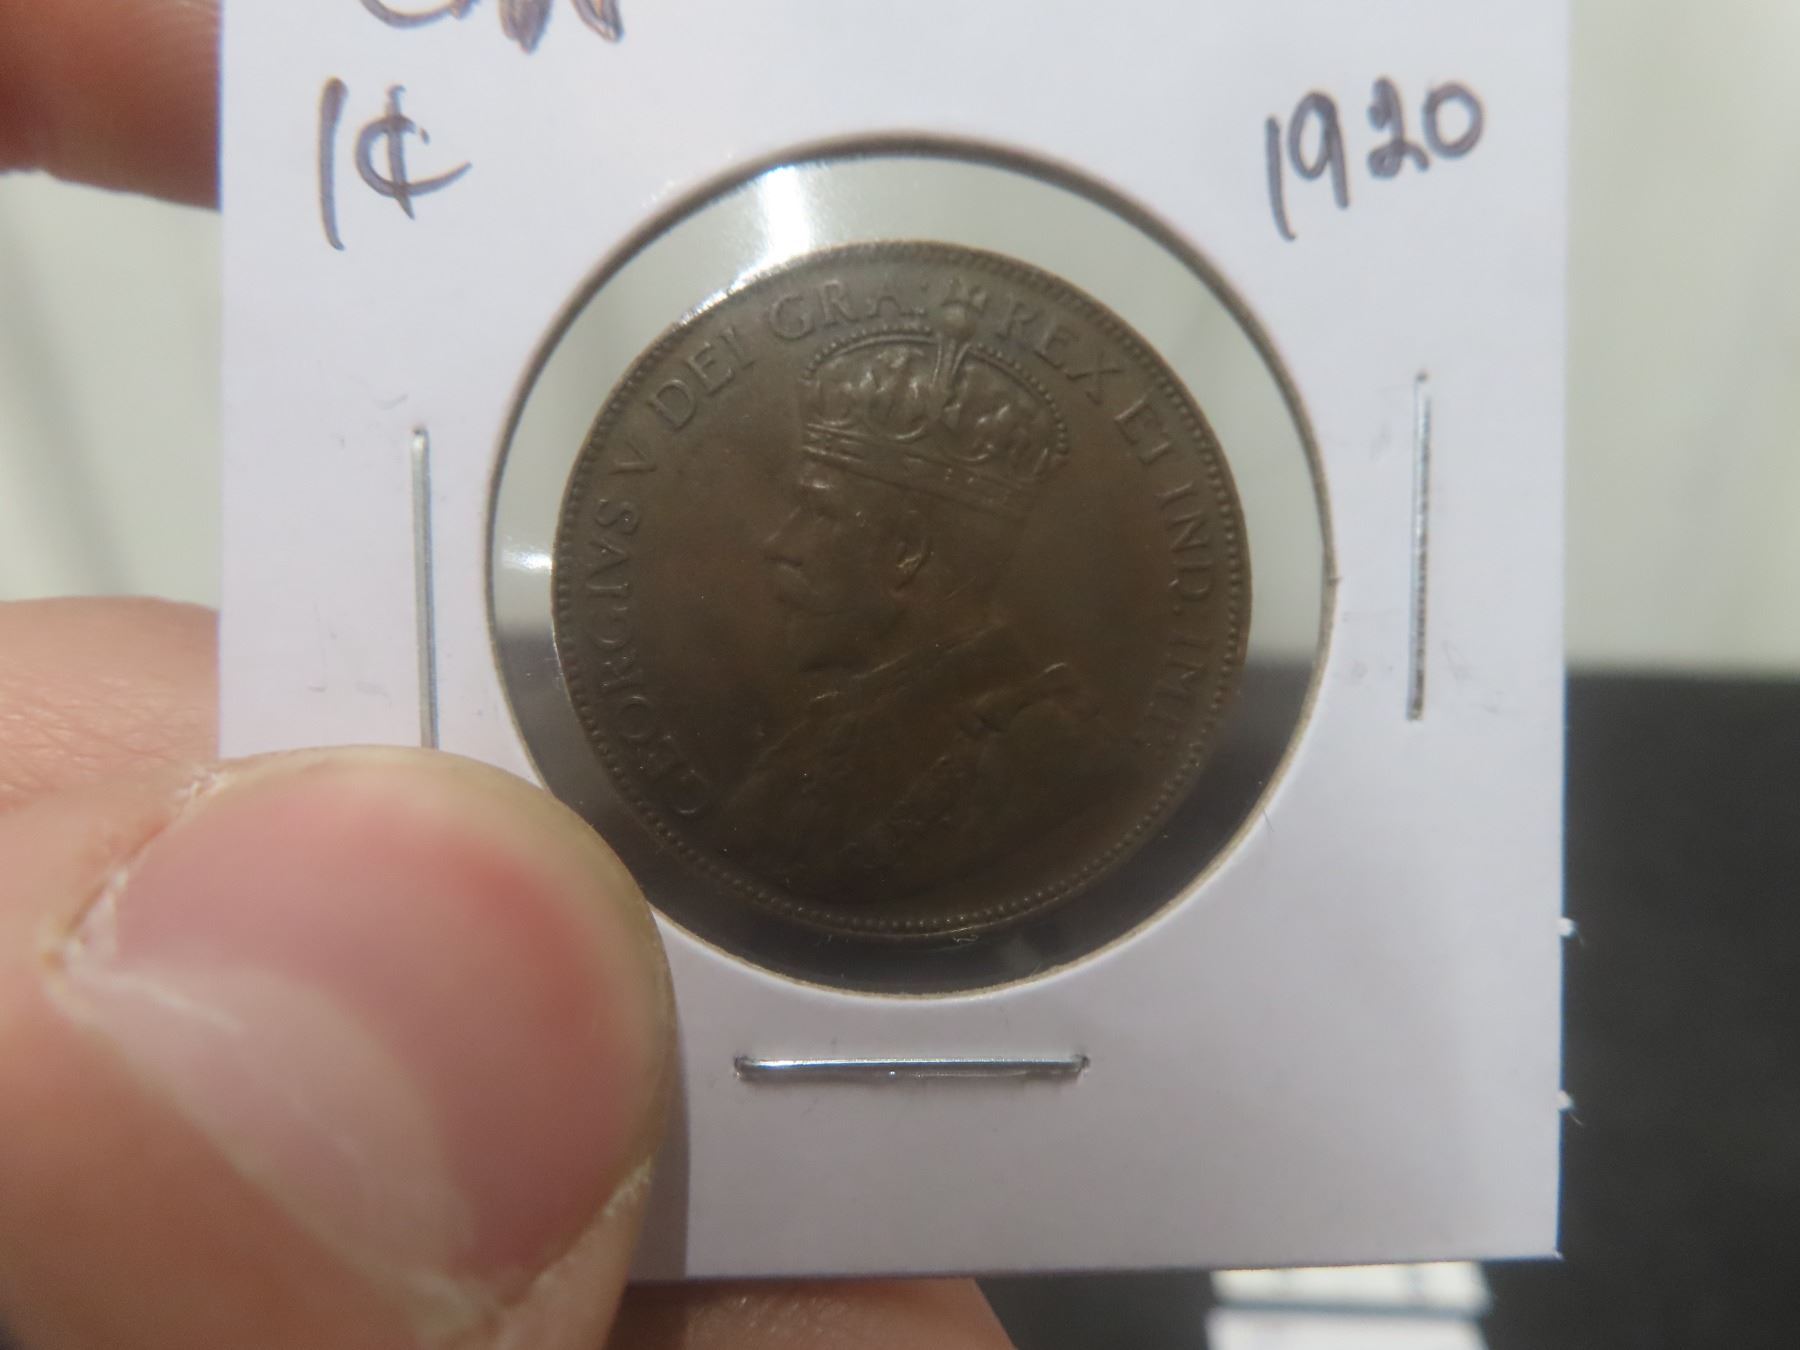 1¢ 1920
GEORGIVS V DEI GRA: REX ET IND. IMP: